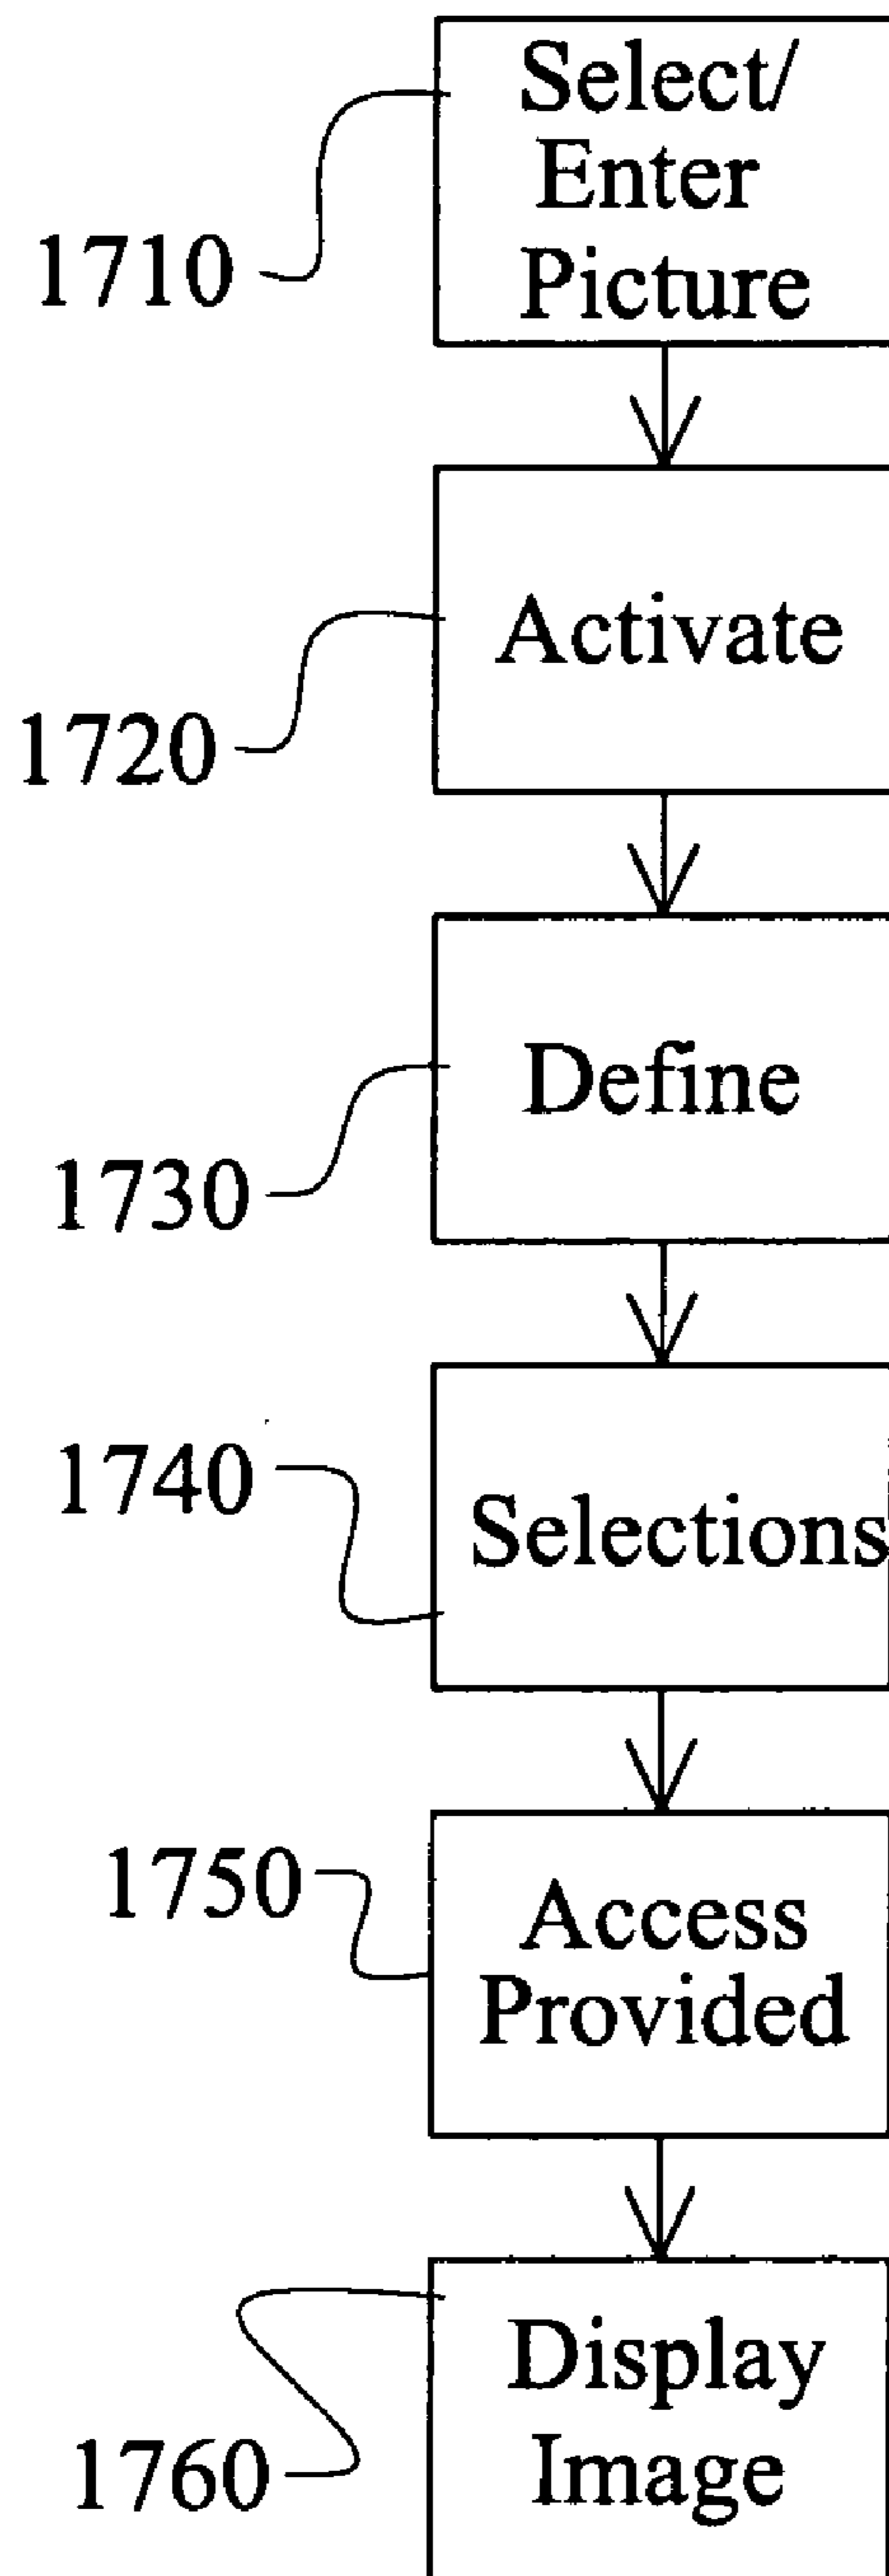 Select/
Enter
Picture
1710
Activate
1720
Define
1730
1740
Selections
1750
Access
Provided
Display
Image
1760